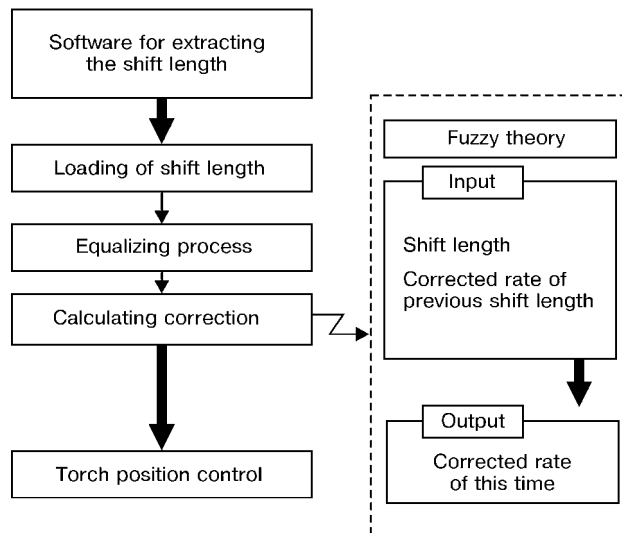 Software for extracting
the shift length
Loading of shift length
Equalizing process
Calculating correction
Torch position control
Fuzzy theory
Input
Shift length
Corrected rate of
previous shift length
Output
Corrected rate
of this time